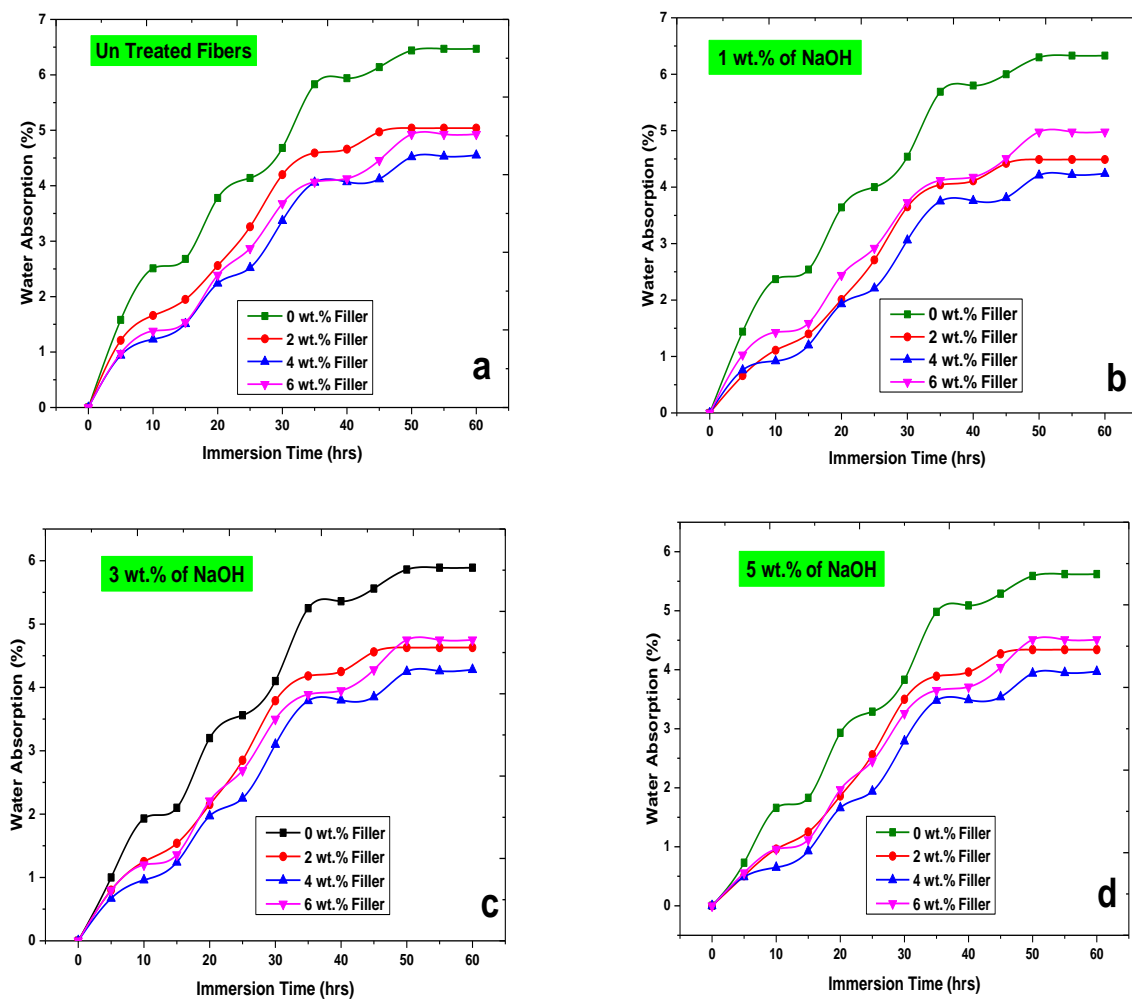 Un Treated Fibers
Water Absorption (%)
7
6
5
4
3
2
1
0
0 wt.% Filler
2 wt.% Filler
4 wt.% Filler
6 wt.% Filler
a
0 10 20 30 40 50 60
Immersion Time (hrs)
1 wt.% of NaOH
Water Absorption (%)
7
6
5
4
3
2
1
0
0 wt.% Filler
2 wt.% Filler
4 wt.% Filler
6 wt.% Filler
b
0 10 20 30 40 50 60
Immersion Time (hrs)
3 wt.% of NaOH
Water Absorption (%)
6
5
4
3
2
1
0
0 wt.% Filler
2 wt.% Filler
4 wt.% Filler
6 wt.% Filler
c
0 10 20 30 40 50 60
Immersion Time (hrs)
5 wt.% of NaOH
Water Absorption (%)
6
5
4
3
2
1
0
0 wt.% Filler
2 wt.% Filler
4 wt.% Filler
6 wt.% Filler
d
0 10 20 30 40 50 60
Immersion Time (hrs)